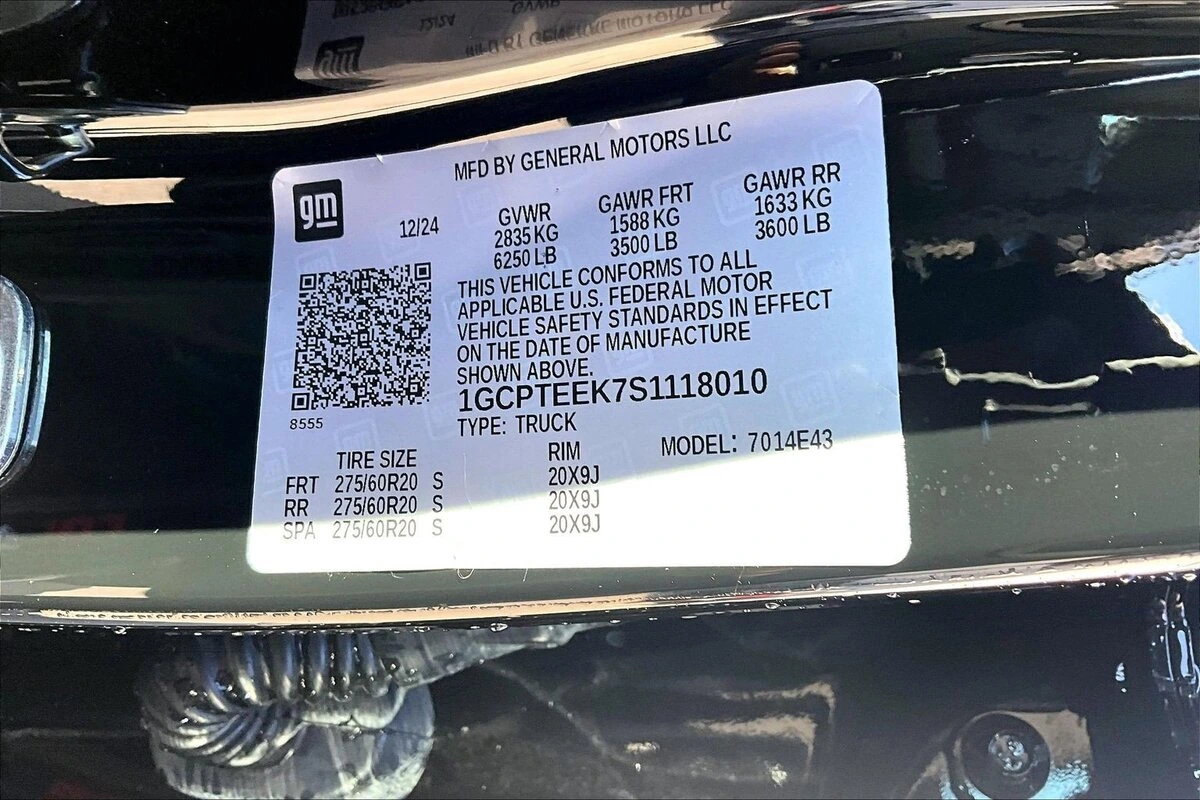 MFD BY GENERAL MOTORS LLC
gm
12/24
GVWR
2835 KG
6250 LB
GAWR FRT
1588 KG
3500 LB
GAWR RR
1633 KG
3600 LB
THIS VEHICLE CONFORMS TO ALL
APPLICABLE U.S. FEDERAL MOTOR
VEHICLE SAFETY STANDARDS IN EFFECT
ON THE DATE OF MANUFACTURE
SHOWN ABOVE.
8555
1GCPTEEK7S1118010
TYPE: TRUCK
MODEL: 7014E43
TIRE SIZE RIM
FRT 275/60R20 S 20X9J
RR 275/60R20 S 20X9J
SPA 275/60R20 S 20X9J